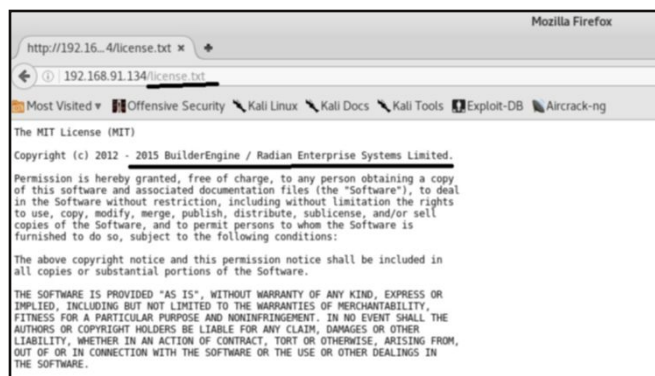 Mozilla Firefox
http://192.16...4/license.txt × +
192.168.91.134/license.txt
Most Visited Offensive Security Kali Linux Kali Docs Kali Tools Exploit-DB Aircrack-ng
The MIT License (MIT)
Copyright (c) 2012 - 2015 BuilderEngine / Radian Enterprise Systems Limited.
Permission is hereby granted, free of charge, to any person obtaining a copy
of this software and associated documentation files (the "Software"), to deal
in the Software without restriction, including without limitation the rights
to use, copy, modify, merge, publish, distribute, sublicense, and/or sell
copies of the Software, and to permit persons to whom the Software is
furnished to do so, subject to the following conditions:
The above copyright notice and this permission notice shall be included in
all copies or substantial portions of the Software.
THE SOFTWARE IS PROVIDED "AS IS", WITHOUT WARRANTY OF ANY KIND, EXPRESS OR
IMPLIED, INCLUDING BUT NOT LIMITED TO THE WARRANTIES OF MERCHANTABILITY,
FITNESS FOR A PARTICULAR PURPOSE AND NONINFRINGEMENT. IN NO EVENT SHALL THE
AUTHORS OR COPYRIGHT HOLDERS BE LIABLE FOR ANY CLAIM, DAMAGES OR OTHER
LIABILITY, WHETHER IN AN ACTION OF CONTRACT, TORT OR OTHERWISE, ARISING FROM,
OUT OF OR IN CONNECTION WITH THE SOFTWARE OR THE USE OR OTHER DEALINGS IN
THE SOFTWARE.